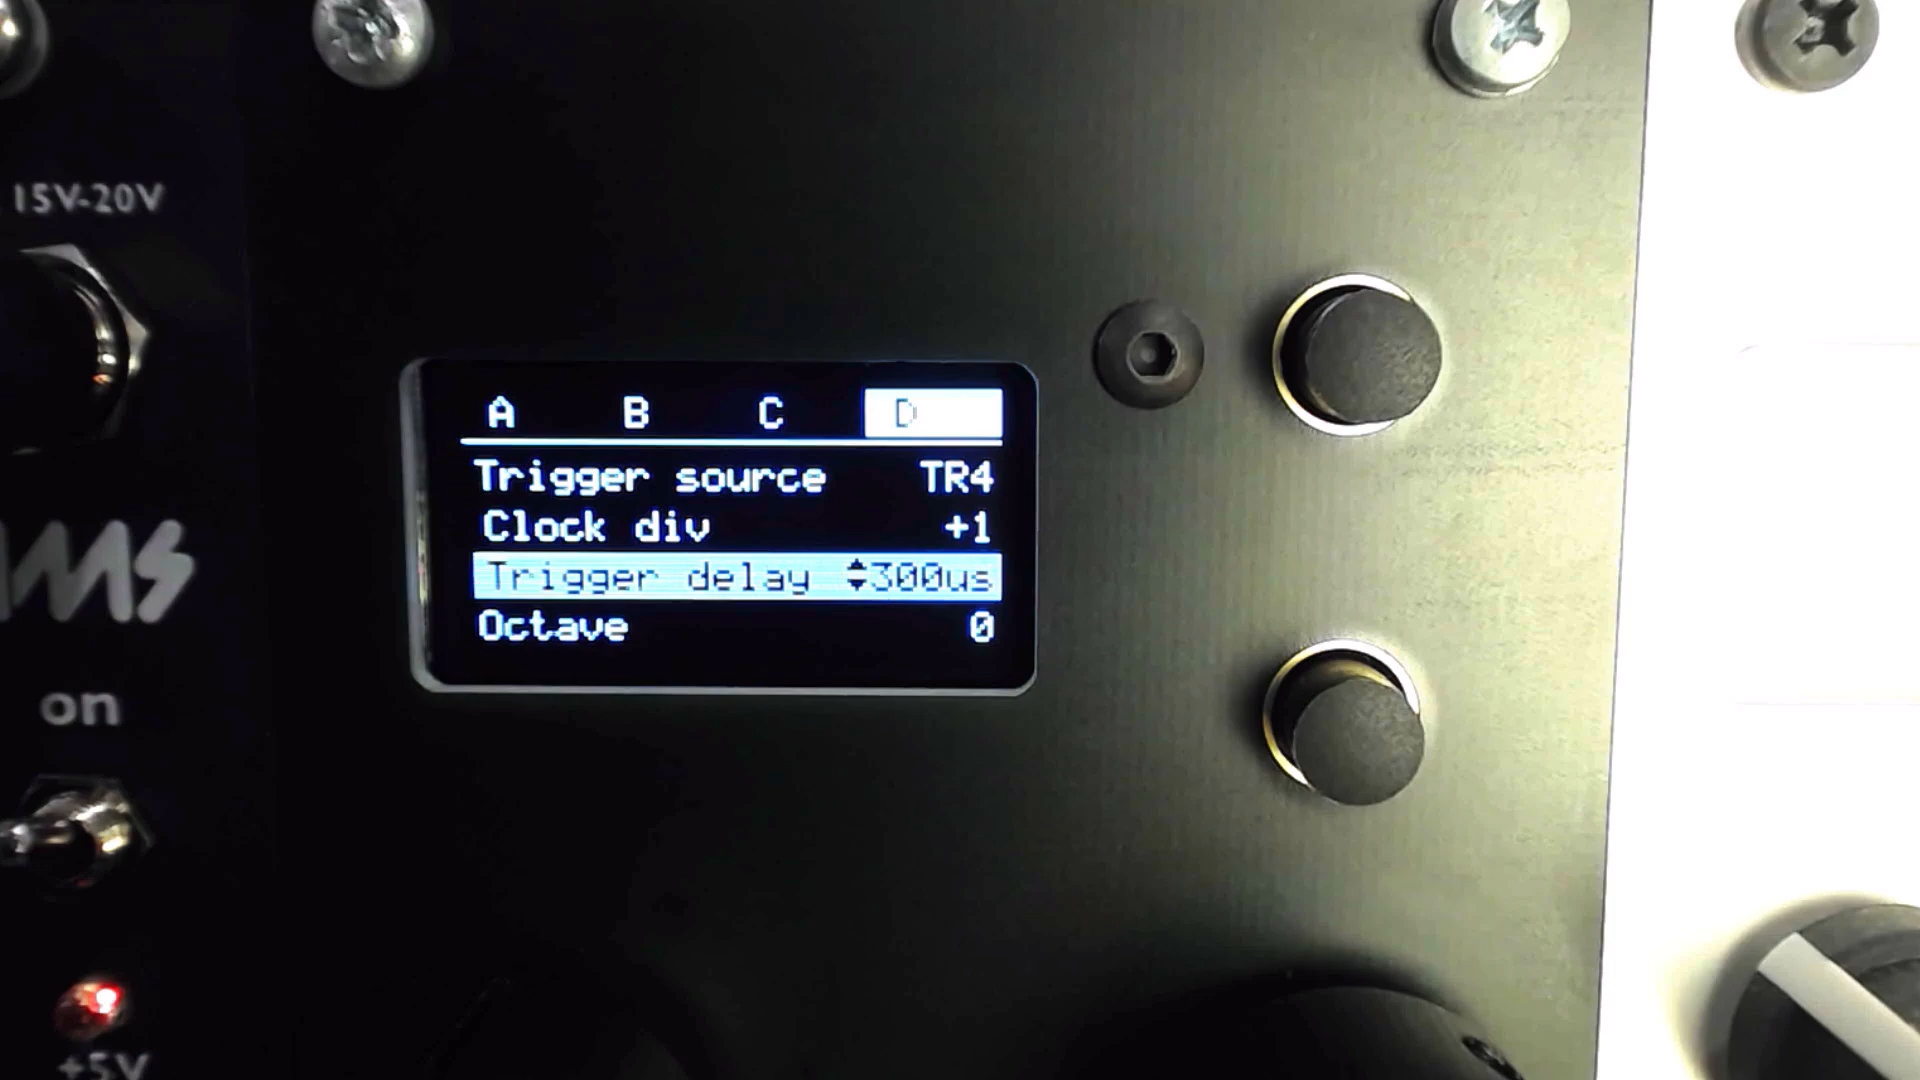 15V-20V
A B C D
Trigger source TR4
Clock div +1
Trigger delay 300us
Octave 0
on
+5V